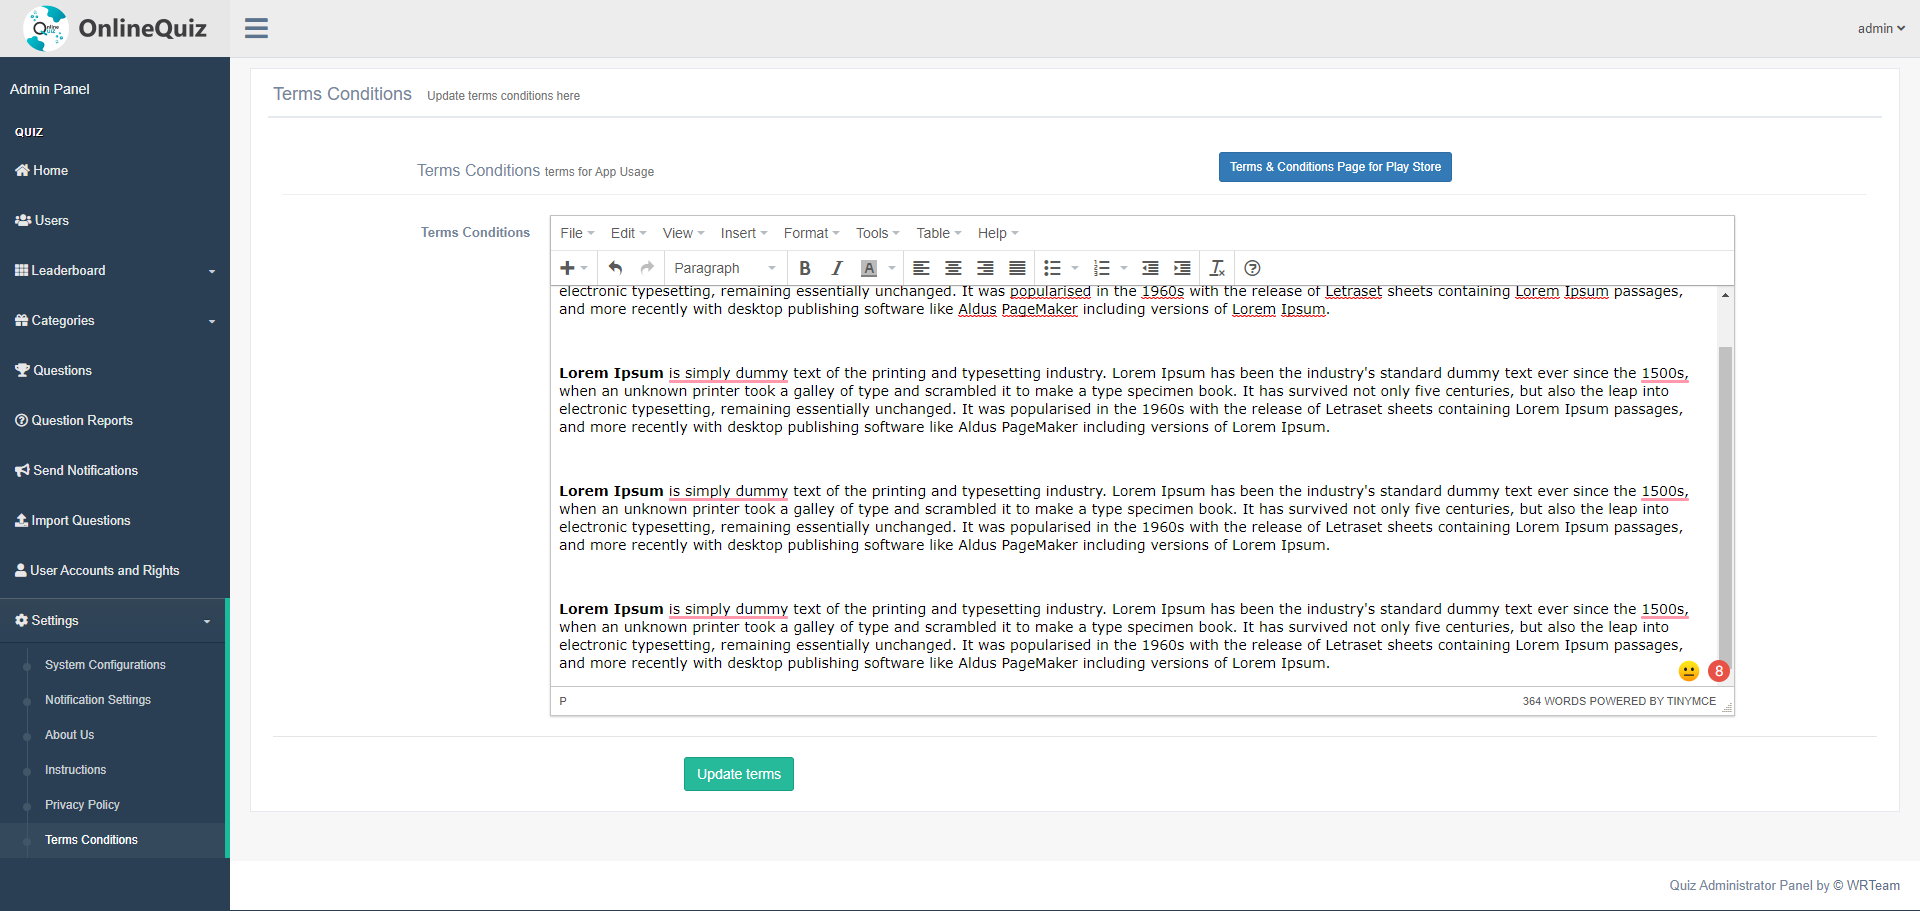 Online Quiz OnlineQuiz
admin
Admin Panel
QUIZ
Home
Users
Leaderboard
Categories
Questions
Question Reports
Send Notifications
Import Questions
User Accounts and Rights
Settings
System Configurations
Notification Settings
About Us
Instructions
Privacy Policy
Terms Conditions
Terms Conditions Update terms conditions here
Terms Conditions terms for App Usage
Terms & Conditions Page for Play Store
Terms Conditions
File Edit View Insert Format Tools Table Help
Paragraph B I A
electronic typesetting, remaining essentially unchanged. It was popularised in the 1960s with the release of Letraset sheets containing Lorem Ipsum passages,
and more recently with desktop publishing software like Aldus PageMaker including versions of Lorem Ipsum.
Lorem Ipsum is simply dummy text of the printing and typesetting industry. Lorem Ipsum has been the industry's standard dummy text ever since the 1500s,
when an unknown printer took a galley of type and scrambled it to make a type specimen book. It has survived not only five centuries, but also the leap into
electronic typesetting, remaining essentially unchanged. It was popularised in the 1960s with the release of Letraset sheets containing Lorem Ipsum passages,
and more recently with desktop publishing software like Aldus PageMaker including versions of Lorem Ipsum.
Lorem Ipsum is simply dummy text of the printing and typesetting industry. Lorem Ipsum has been the industry's standard dummy text ever since the 1500s,
when an unknown printer took a galley of type and scrambled it to make a type specimen book. It has survived not only five centuries, but also the leap into
electronic typesetting, remaining essentially unchanged. It was popularised in the 1960s with the release of Letraset sheets containing Lorem Ipsum passages,
and more recently with desktop publishing software like Aldus PageMaker including versions of Lorem Ipsum.
Lorem Ipsum is simply dummy text of the printing and typesetting industry. Lorem Ipsum has been the industry's standard dummy text ever since the 1500s,
when an unknown printer took a galley of type and scrambled it to make a type specimen book. It has survived not only five centuries, but also the leap into
electronic typesetting, remaining essentially unchanged. It was popularised in the 1960s with the release of Letraset sheets containing Lorem Ipsum passages,
and more recently with desktop publishing software like Aldus PageMaker including versions of Lorem Ipsum.
8
P 364 WORDS POWERED BY TINYMCE
Update terms
Quiz Administrator Panel by © WRTeam